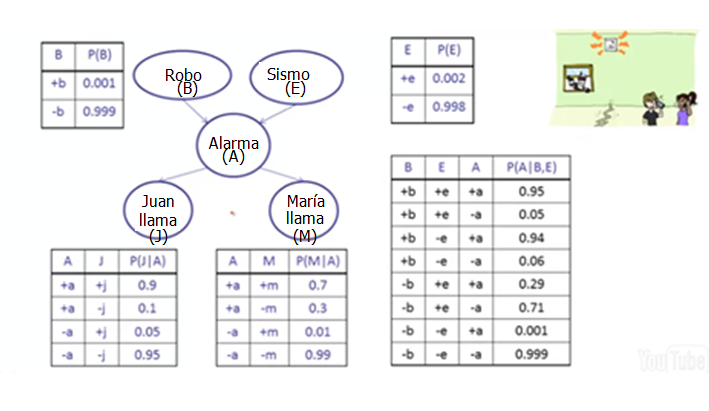 B P(B)
+b 0.001
-b 0.999
Robo
(B)
Sismo
(E)
E P(E)
+e 0.002
-e 0.998
Alarma
(A)
Juan
llama
(J)
María
llama
(M)
A J P(J|A)
+a +j 0.9
+a -j 0.1
-a +j 0.05
-a -j 0.95
A M P(M|A)
+a +m 0.7
+a -m 0.3
-a +m 0.01
-a -m 0.99
B E A P(A|B,E)
+b +e +a 0.95
+b +e -a 0.05
+b -e +a 0.94
+b -e -a 0.06
-b +e +a 0.29
-b +e -a 0.71
-b -e +a 0.001
-b -e -a 0.999
YouTube